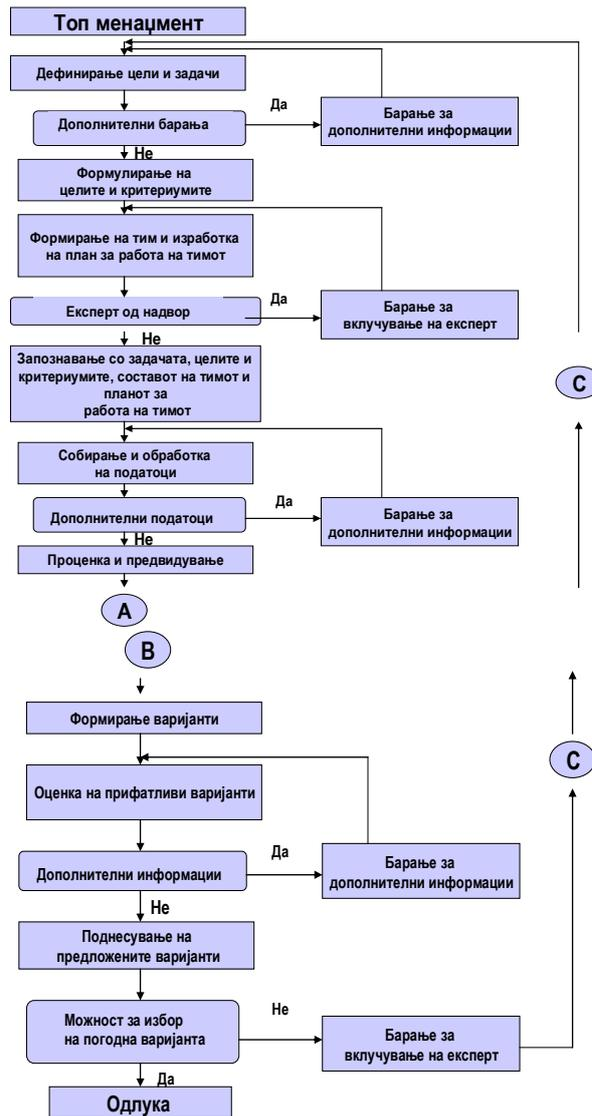 Топ менаџмент
Дефинирање цели и задачи
Да
Дополнителни барања
Барање за
дополнителни информации
Не
Формулирање на
целите и критериумите
Формирање на тим и изработка
на план за работа на тимот
Да
Експерт од надвор
Барање за
вклучување на експерт
Не
Запознавање со задачата, целите и
критериумите, составот на тимот и
планот за
работа на тимот
C
Собирање и обработка
на податоци
Да
Дополнителни податоци
Барање за
дополнителни информации
Не
Проценка и предвидување
A
B
Формирање варијанти
C
Оценка на прифатливи варијанти
Да
Дополнителни информации
Барање за
дополнителни информации
Не
Поднесување на
предложените варијанти
Не
Можност за избор
на погодна варијанта
Барање за
вклучување на експерт
Да
Одлука